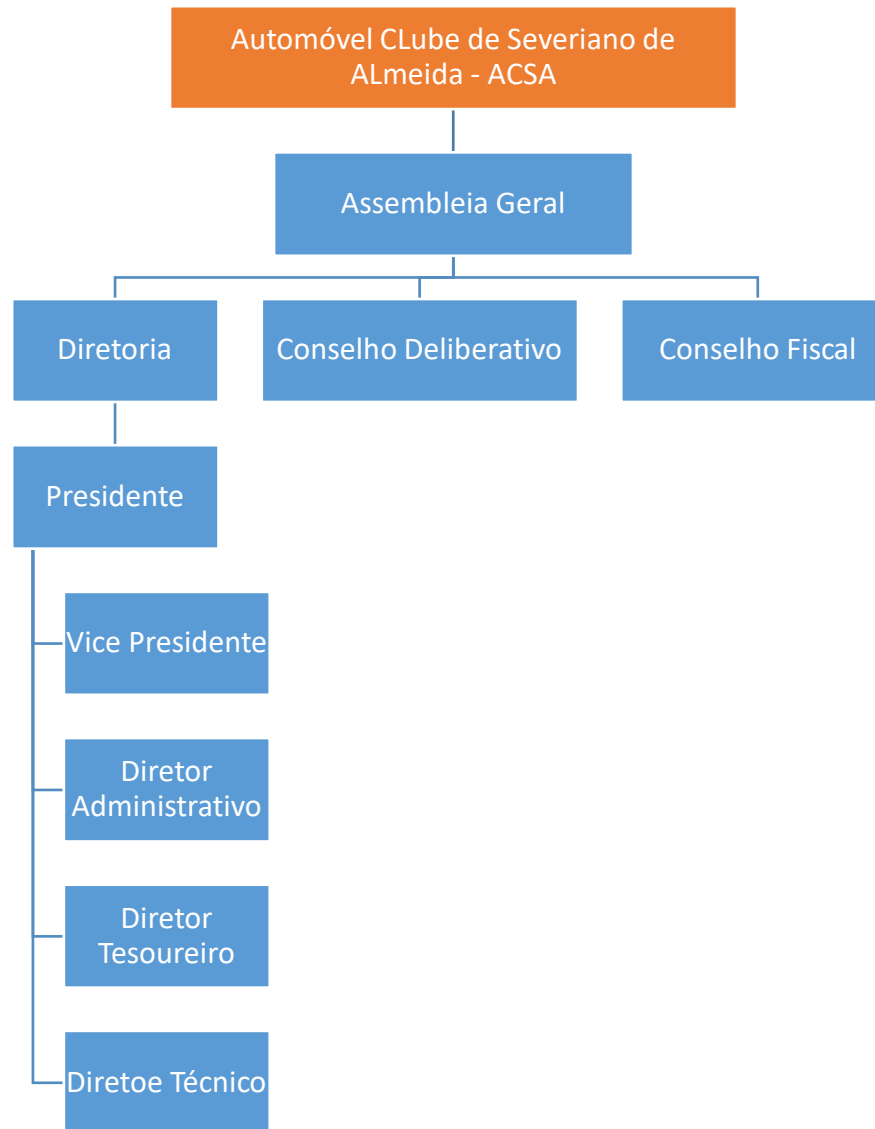 Automóvel CLube de Severiano de
ALmeida - ACSA
Assembleia Geral
Diretoria
Conselho Deliberativo
Conselho Fiscal
Presidente
Vice Presidente
Diretor
Administrativo
Diretor
Tesoureiro
Diretoe Técnico